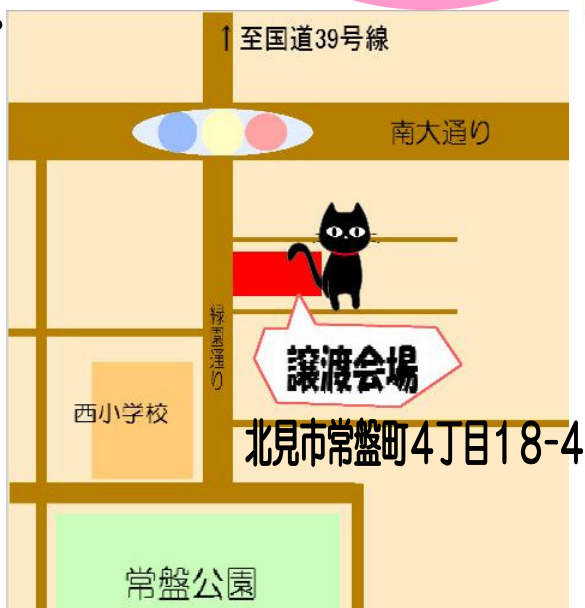 ↑至国道39号線
南大通り
緑園通り
譲渡会場
西小学校
北見市常盤町4丁目18-4
常盤公園